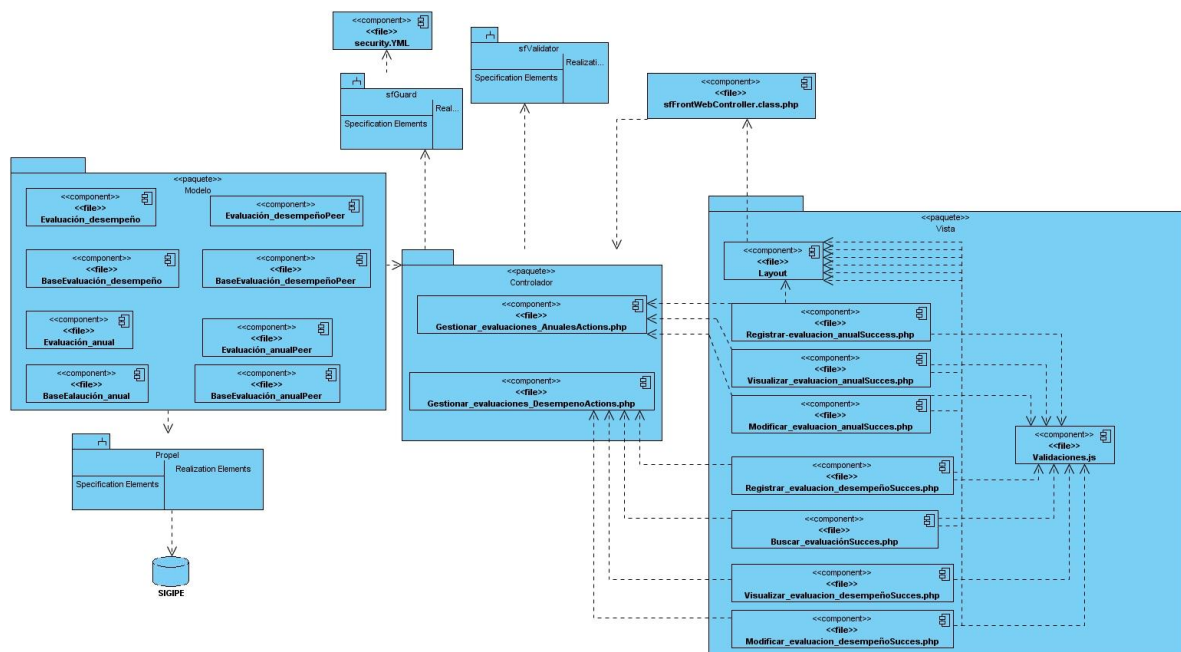 <<component>>
<<file>>
security.YML
sfValidator
Specification Elements
Realizati...
sfGuard
Specification Elements
Real...
<<component>>
<<file>>
sfFrontWebController.class.php
<<paquete>>
Modelo
<<component>>
<<file>>
Evaluación_desempeño
<<component>>
<<file>>
Evaluación_desempeñoPeer
<<component>>
<<file>>
BaseEvaluación_desempeño
<<component>>
<<file>>
BaseEvaluación_desempeñoPeer
<<component>>
<<file>>
Evaluación_anual
<<component>>
<<file>>
Evaluación_anualPeer
<<component>>
<<file>>
BaseEalaución_anual
<<component>>
<<file>>
BaseEvaluación_anualPeer
Propel
Specification Elements
Realization Elements
SIGIPE
<<paquete>>
Controlador
<<component>>
<<file>>
Gestionar_evaluaciones_AnualesActions.php
<<component>>
<<file>>
Gestionar_evaluaciones_DesempenoActions.php
<<paquete>>
Vista
<<component>>
<<file>>
Layout
<<component>>
<<file>>
Registrar-evaluacion_anualSuccess.php
<<component>>
<<file>>
Visualizar_evaluacion_anualSucces.php
<<component>>
<<file>>
Modificar_evaluacion_anualSucces.php
<<component>>
<<file>>
Validaciones.js
<<component>>
<<file>>
Registrar_evaluacion_desempeñoSucces.php
<<component>>
<<file>>
Buscar_evaluaciónSucces.php
<<component>>
<<file>>
Visualizar_evaluacion_desempeñoSucces.php
<<component>>
<<file>>
Modificar_evaluacion_desempeñoSucces.php